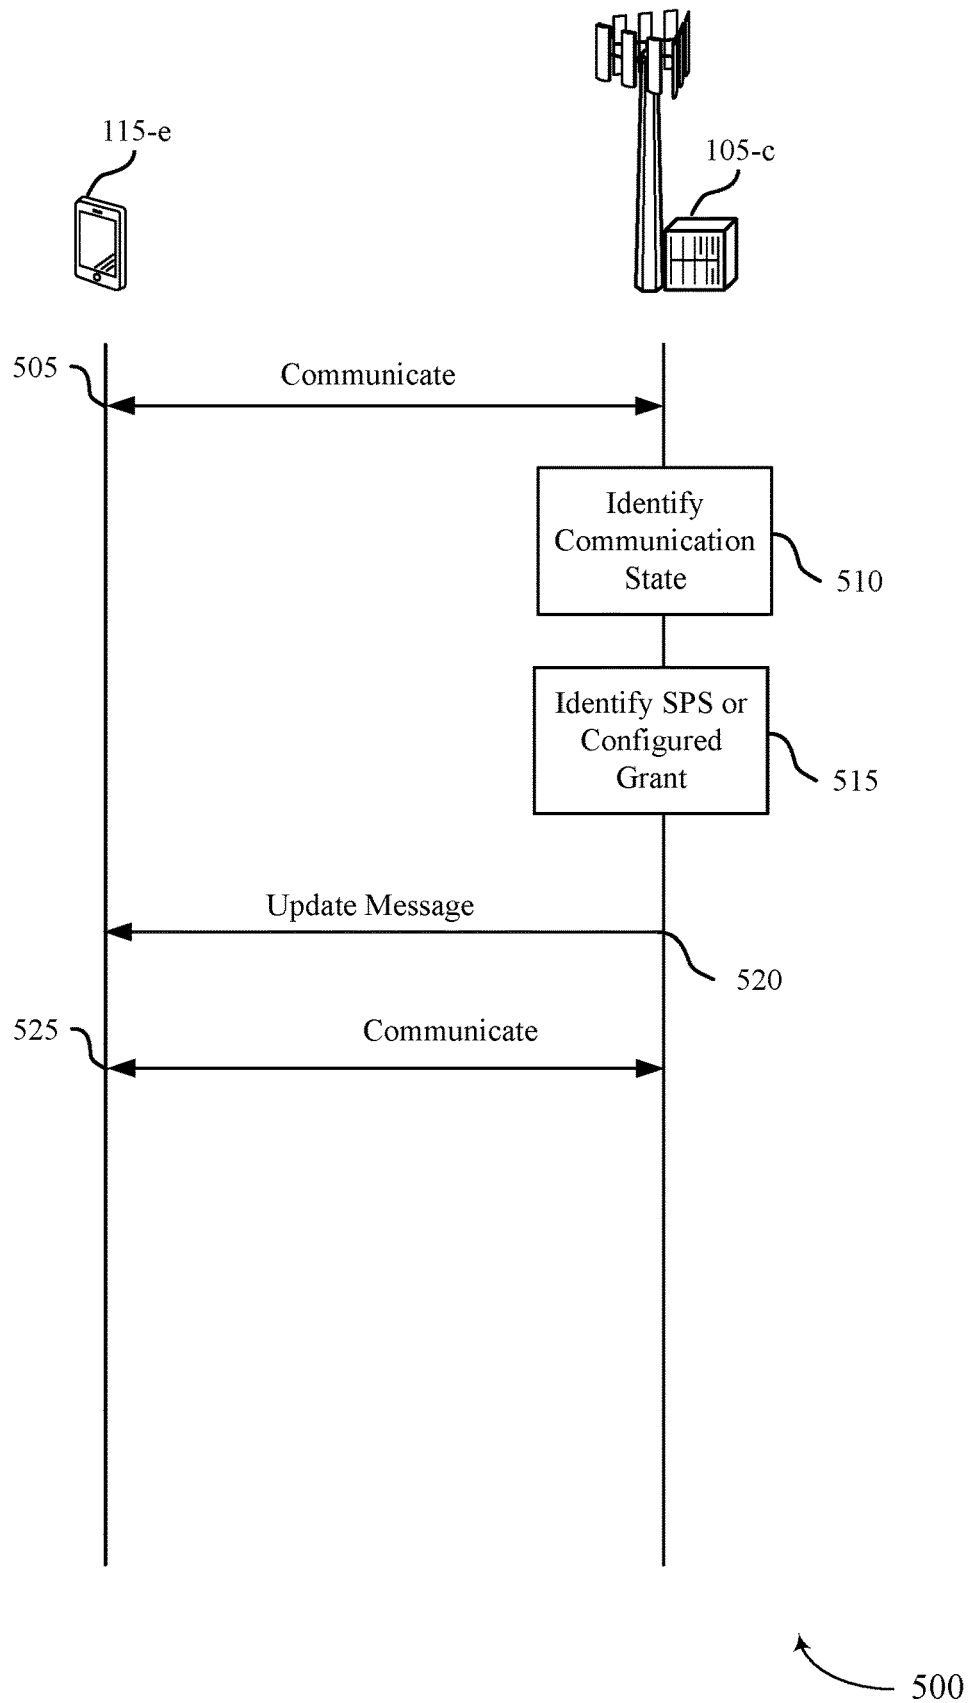 115-e
105-c
505
Communicate
Identify
Communication
State
510
Identify SPS or
Configured
Grant
515
Update Message
520
525
Communicate
500